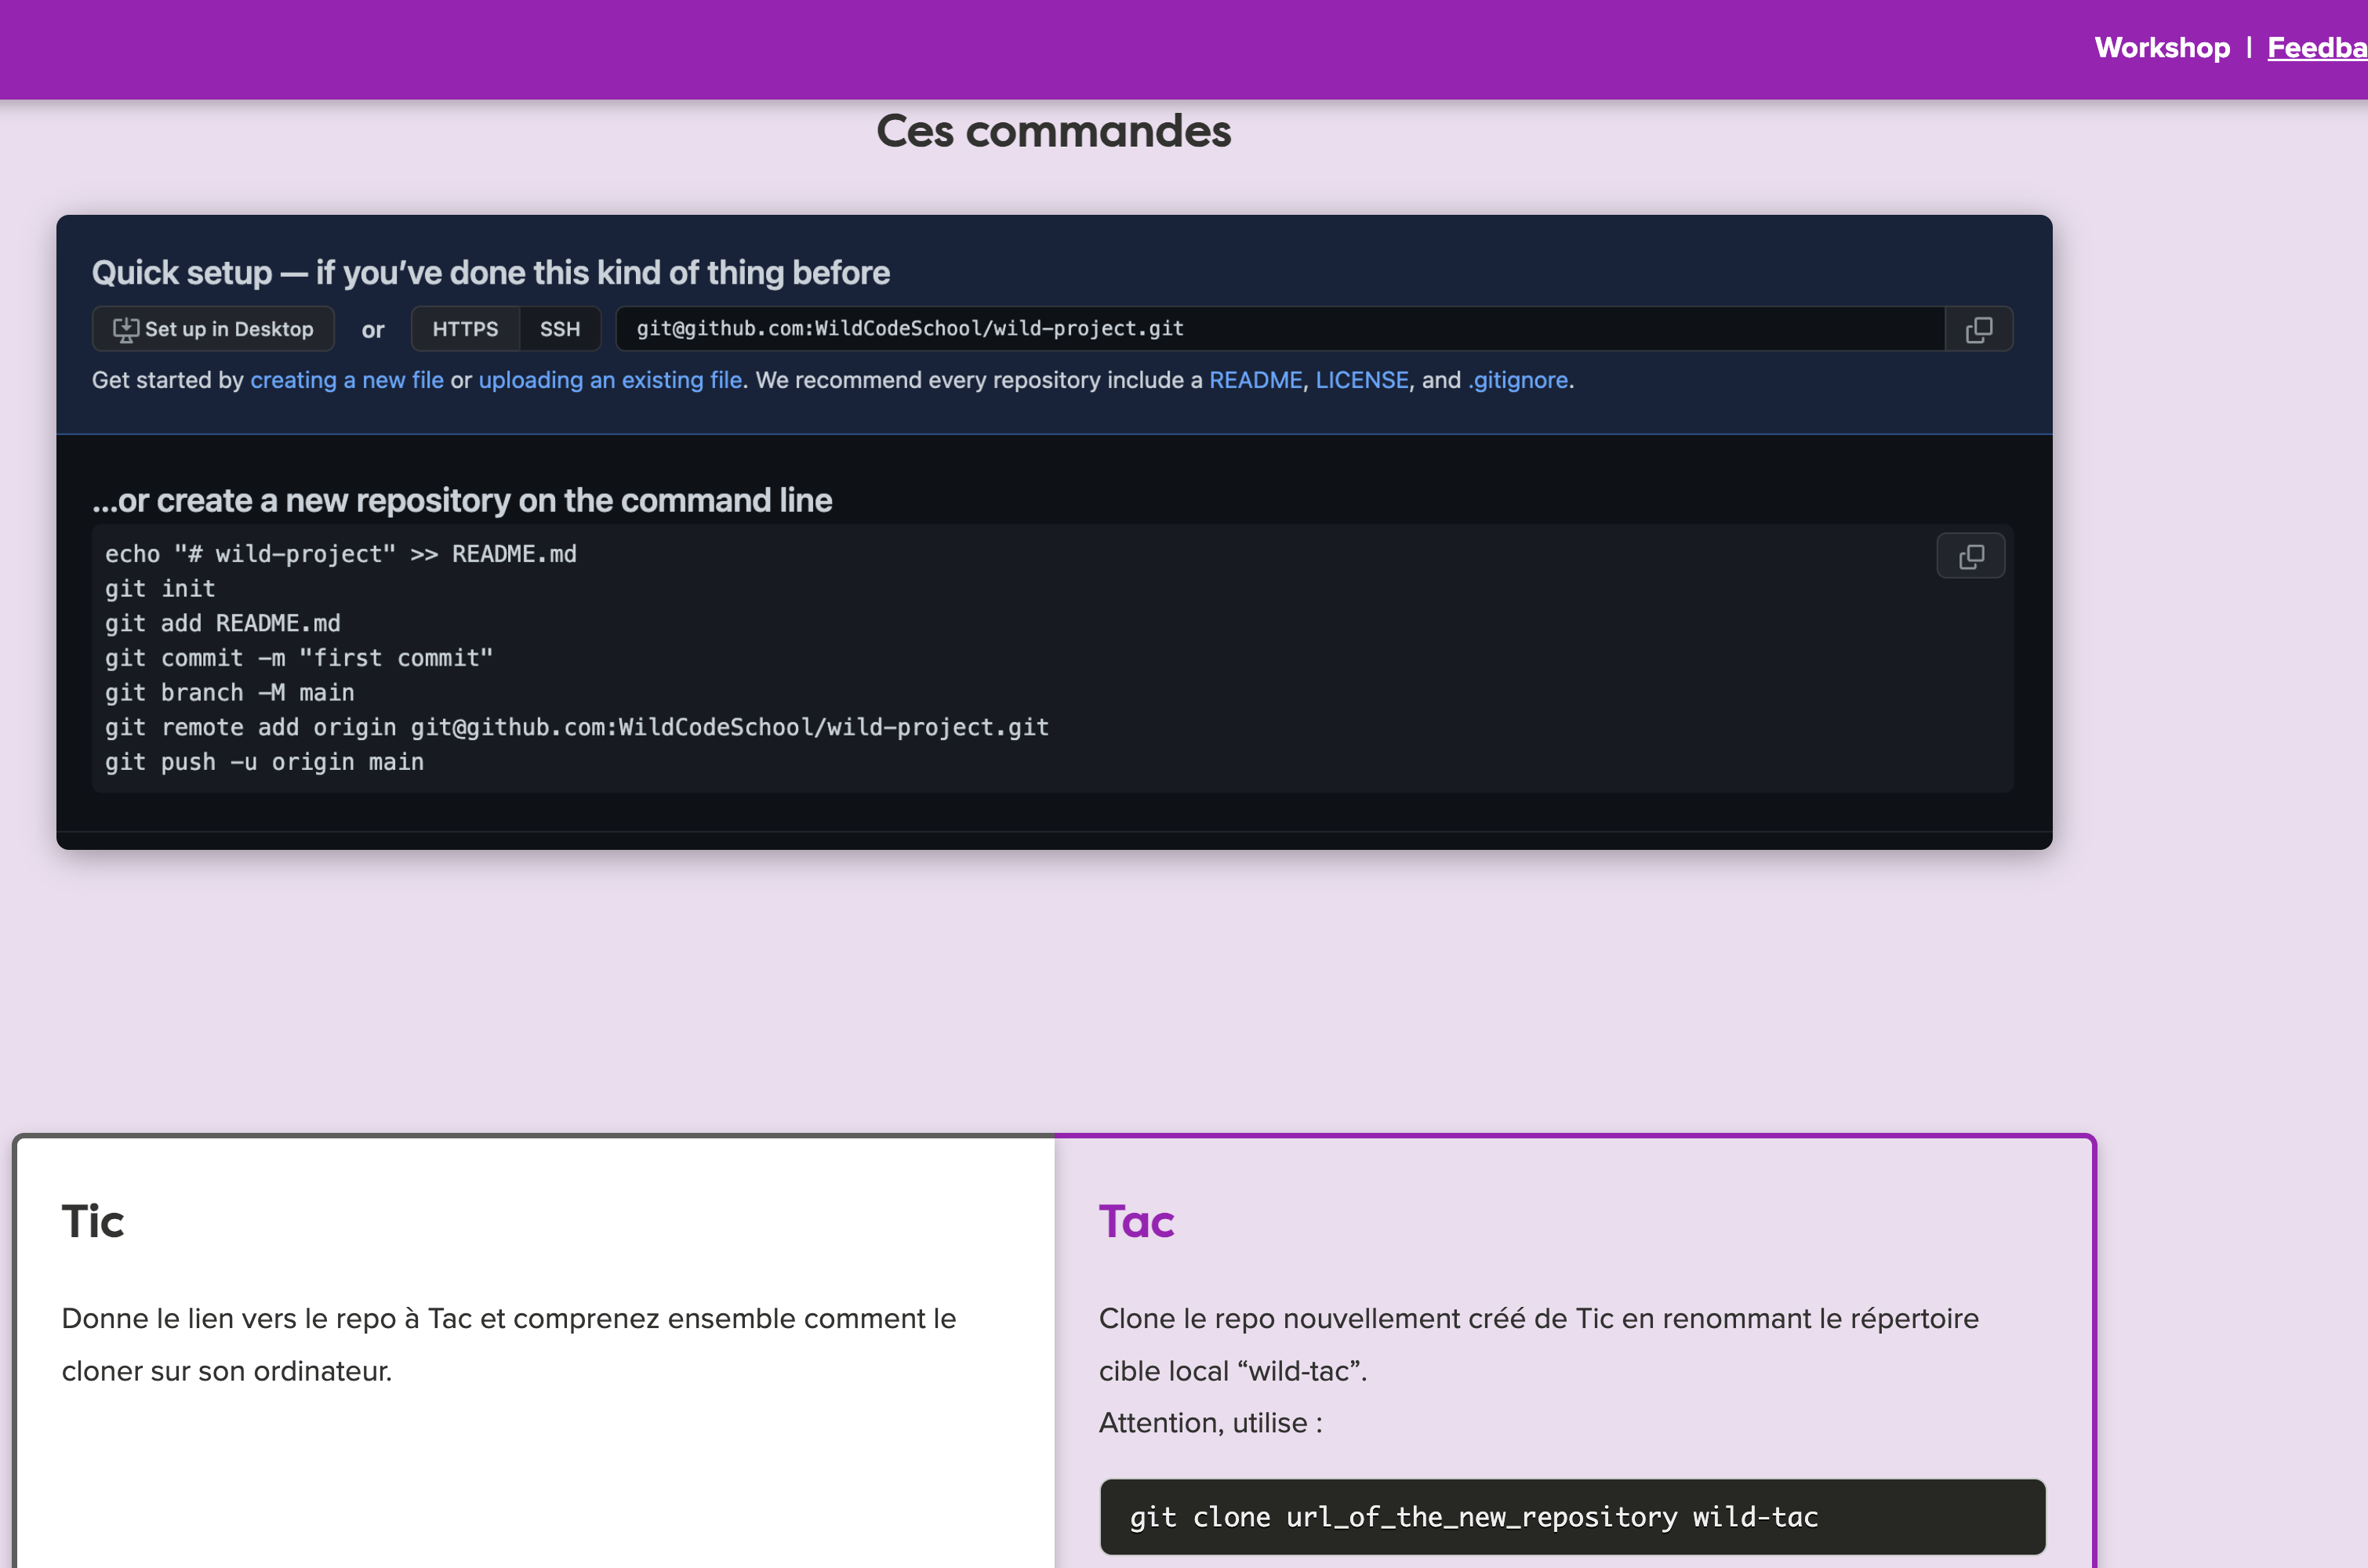 Workshop | Feedba
Ces commandes
Quick setup — if you’ve done this kind of thing before
Set up in Desktop or HTTPS SSH git@github.com:WildCodeSchool/wild-project.git
Get started by creating a new file or uploading an existing file. We recommend every repository include a README, LICENSE, and .gitignore.
...or create a new repository on the command line
echo "# wild-project" >> README.md
git init
git add README.md
git commit -m "first commit"
git branch -M main
git remote add origin git@github.com:WildCodeSchool/wild-project.git
git push -u origin main
Tic
Donne le lien vers le repo à Tac et comprenez ensemble comment le
cloner sur son ordinateur.
Tac
Clone le repo nouvellement créé de Tic en renommant le répertoire
cible local “wild-tac”.
Attention, utilise :
git clone url_of_the_new_repository wild-tac